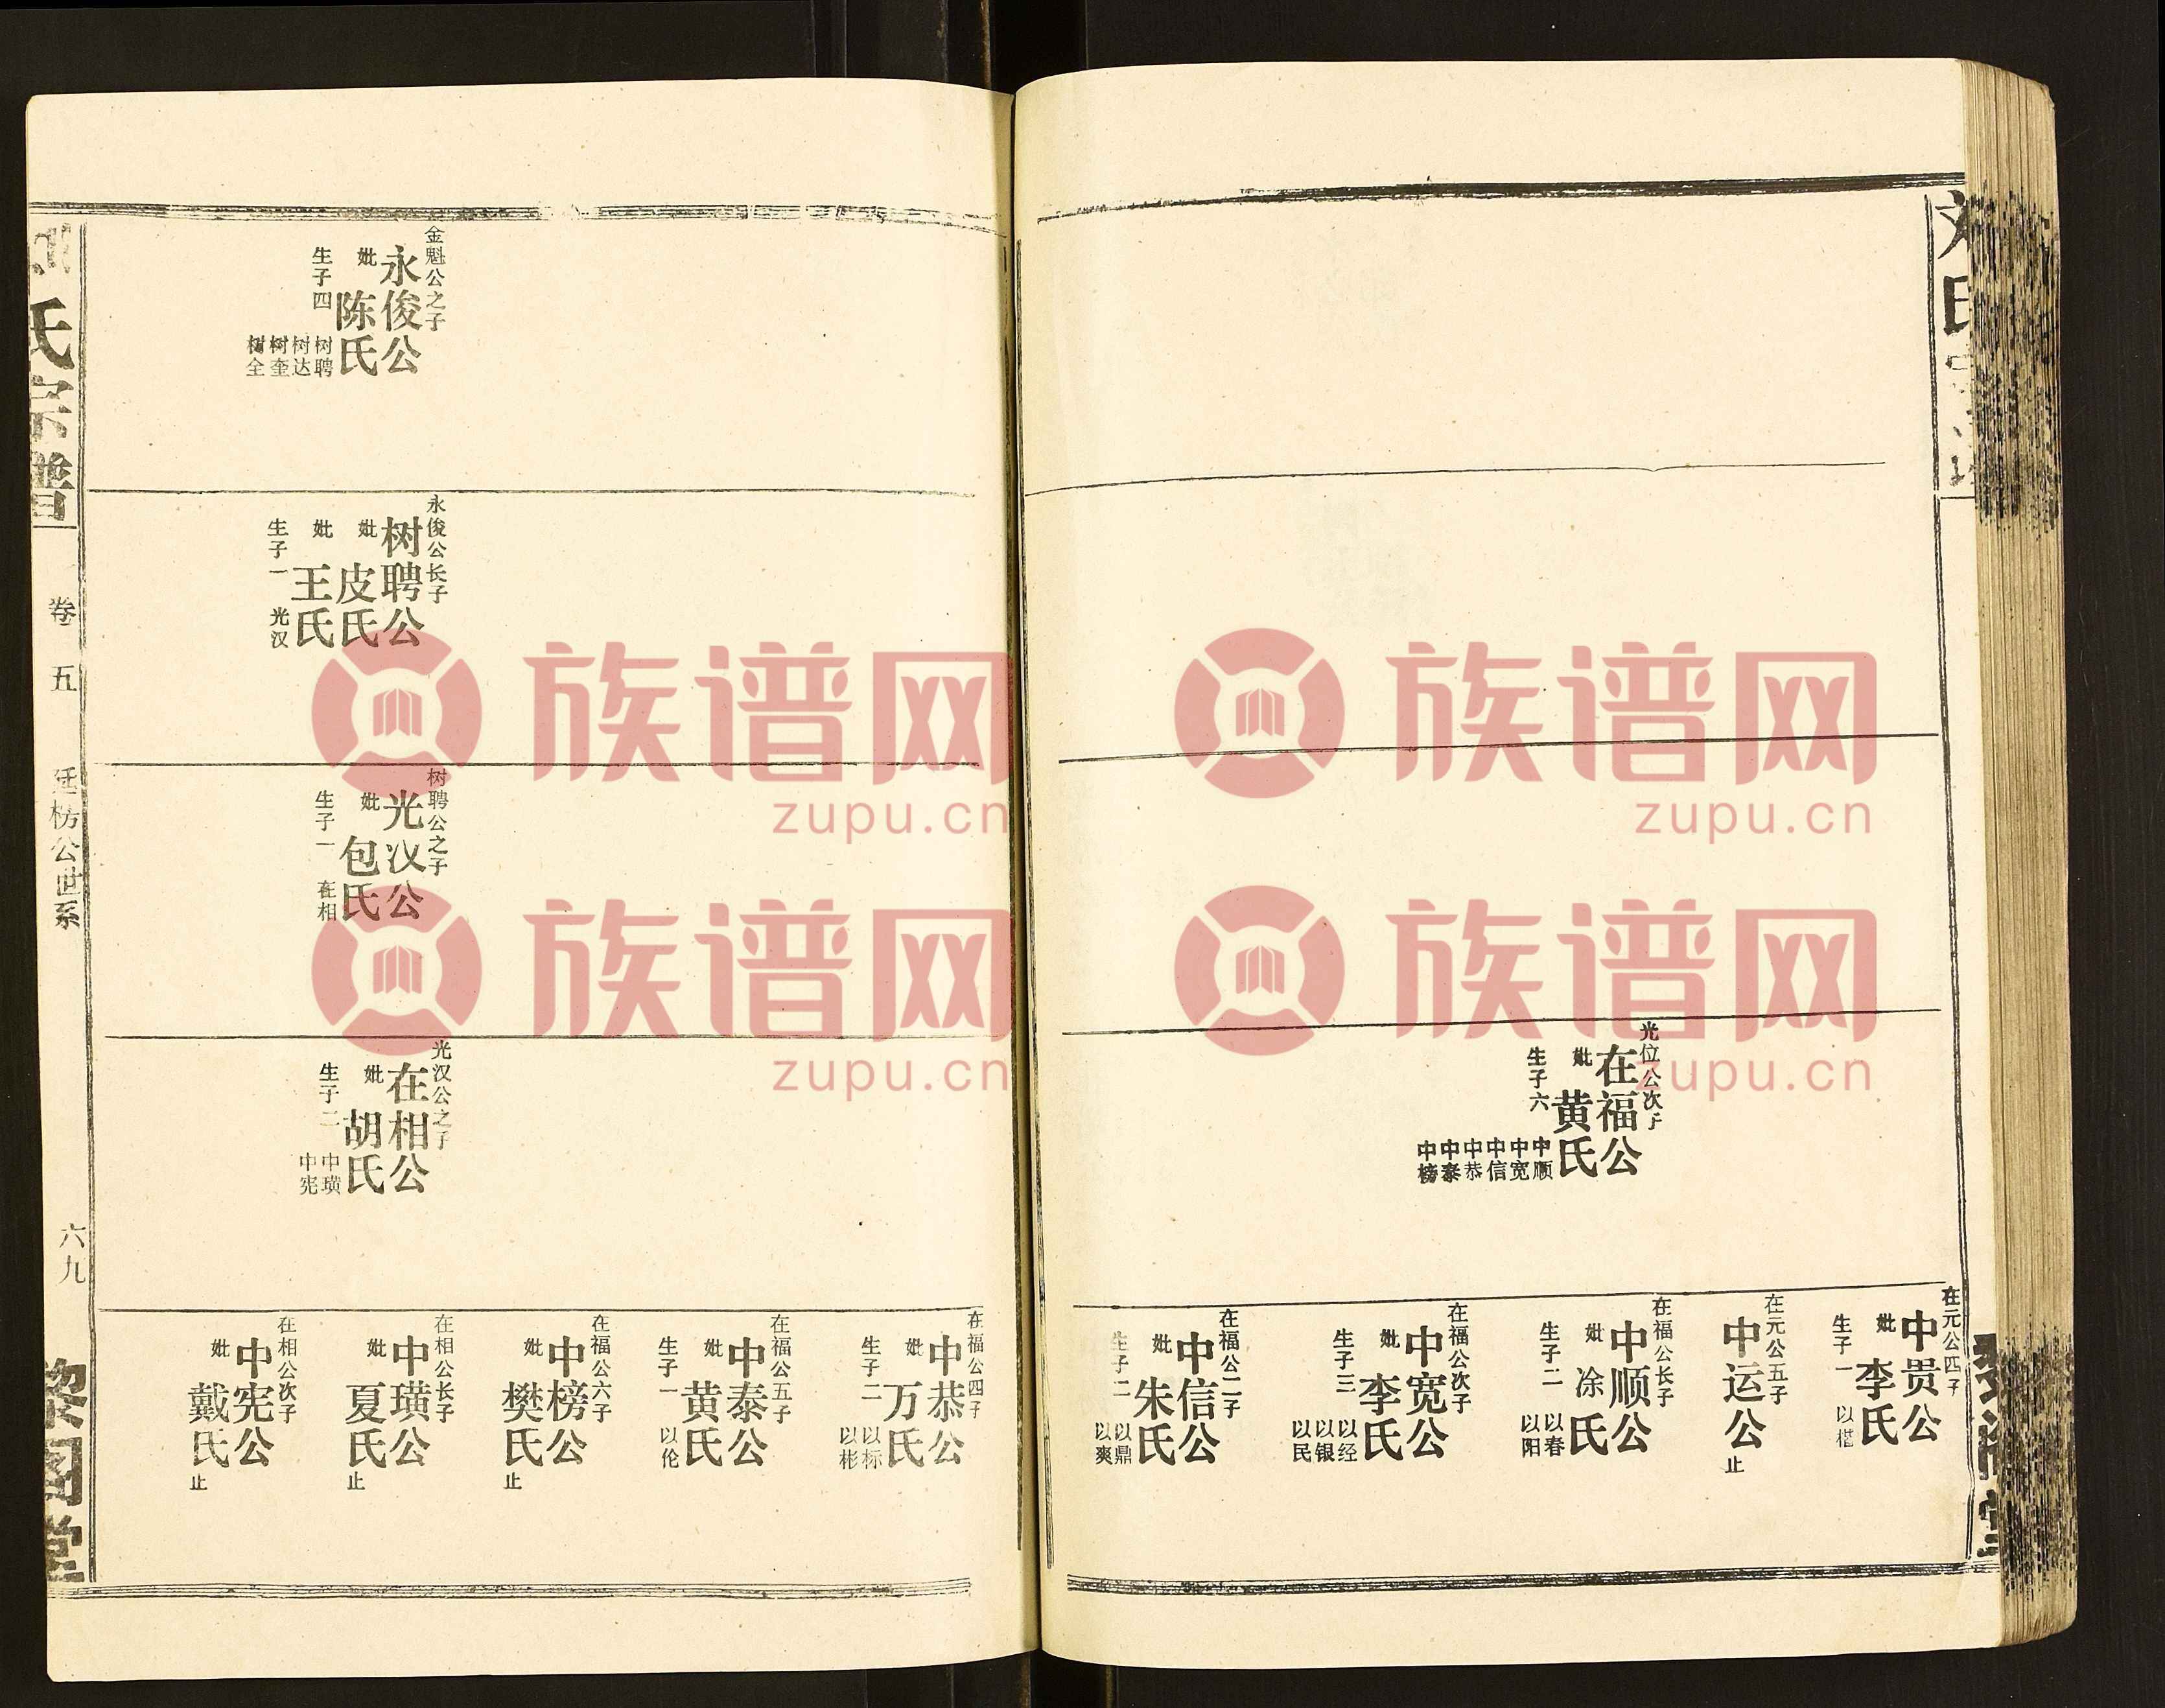 光位公次子
在福公
妣 黄氏
生子六
中顺
中宽
中信
中恭
中泰
中榜
在元公四子
中贵公
妣 李氏
生子一
在元公五子
中运公 止
在福公长子
中顺公
妣 涂氏
生子二
以春
以阳
在福公次子
中宽公
妣 李氏
生子三
以经
以银
以民
在福公二子
中信公
妣 朱氏
生子二
以鼎
以爽
金魁公之子
永俊公
妣 陈氏
生子四
树聘
树达
树奎
树全
永俊公长子
树聘公
妣 皮氏
妣 王氏
生子一 光汉
树聘公之子
光汉公
妣 包氏
生子一 在相
光汉公之子
在相公
妣 胡氏
生子二
中璜
中宪
在福公四子
中恭公
妣 万氏
生子二
以标
以彬
在福公五子
中泰公
妣 黄氏
生子一 以伦
在福公六子
中榜公
妣 樊氏 止
在相公长子
中璜公
妣 夏氏 止
在相公次子
中宪公
妣 戴氏 止
氏宗谱
卷五
廷枋公世系
六九
黎阁堂
族谱网
zupu.cn
族谱网
zupu.cn
族谱网
zupu.cn
族谱网
zupu.cn